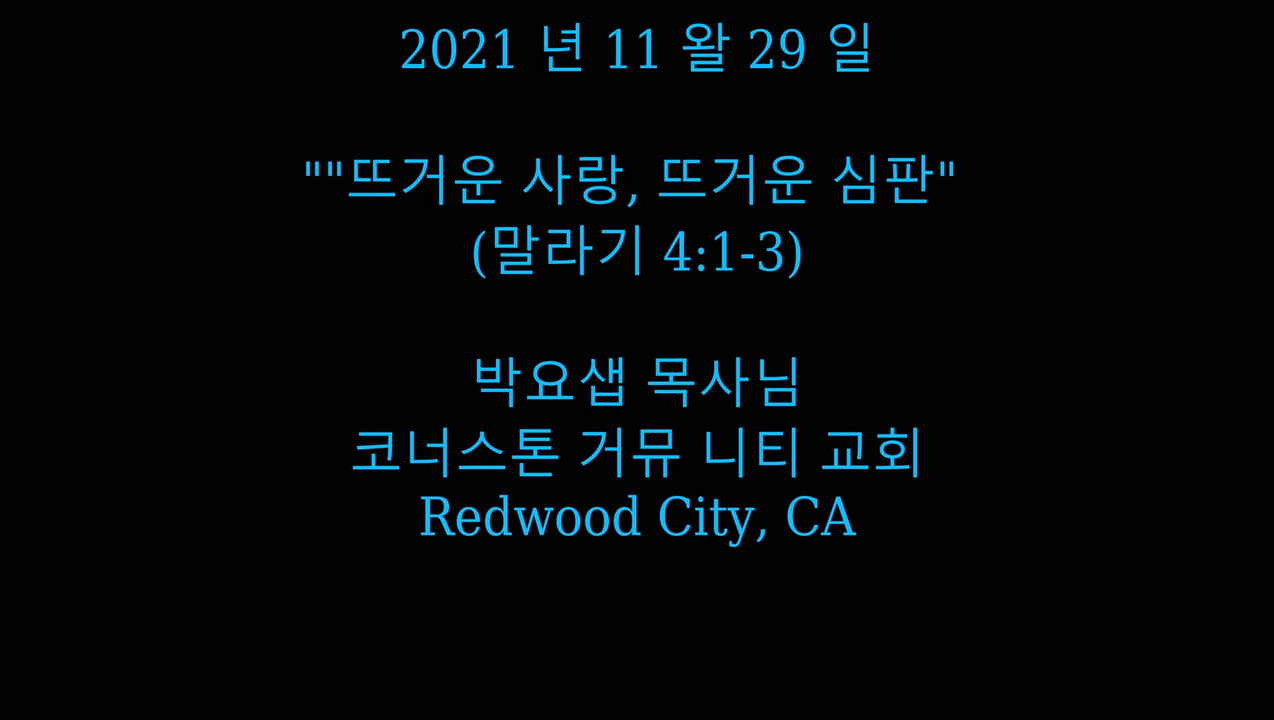 2021 년 11 왈 29 일
""뜨거운 사랑, 뜨거운 심판"
(말라기 4:1-3)
박요샙 목사님
코너스톤 거뮤 니티 교회
Redwood City, CA